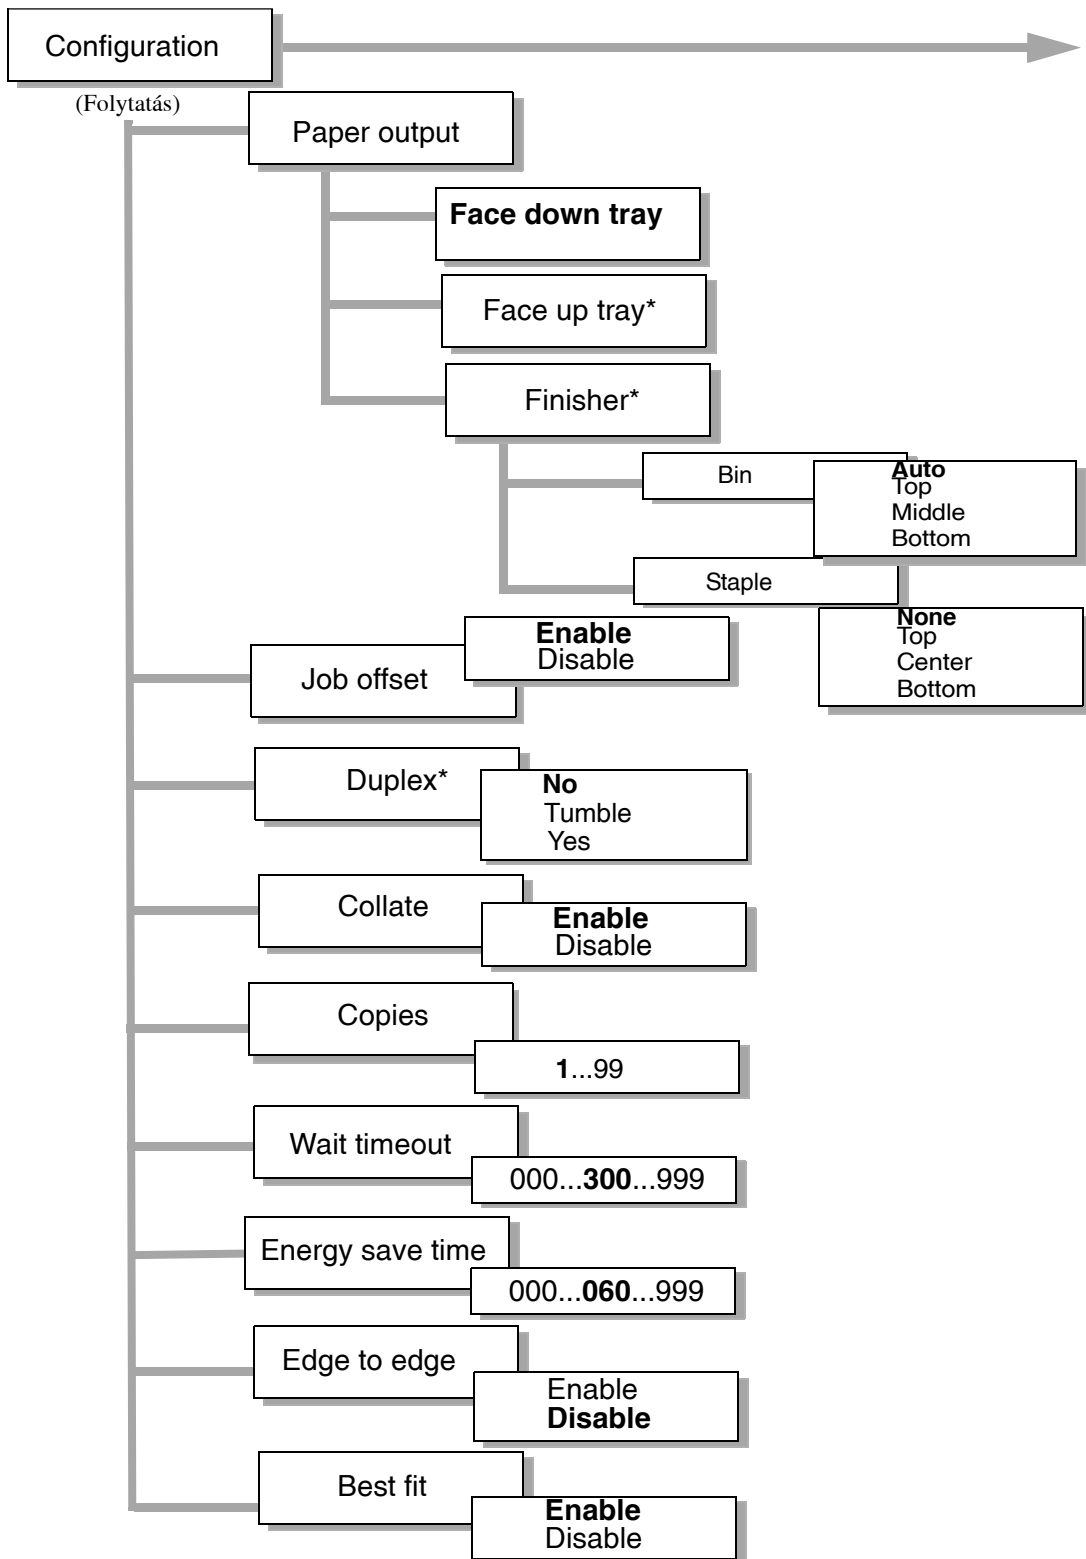 Configuration
(Folytatás)
Paper output
Face down tray
Face up tray*
Finisher*
Bin
Auto
Top
Middle
Bottom
Staple
None
Top
Center
Bottom
Job offset
Enable
Disable
Duplex*
No
Tumble
Yes
Collate
Enable
Disable
Copies
1...99
Wait timeout
000...300...999
Energy save time
000...060...999
Edge to edge
Enable
Disable
Best fit
Enable
Disable